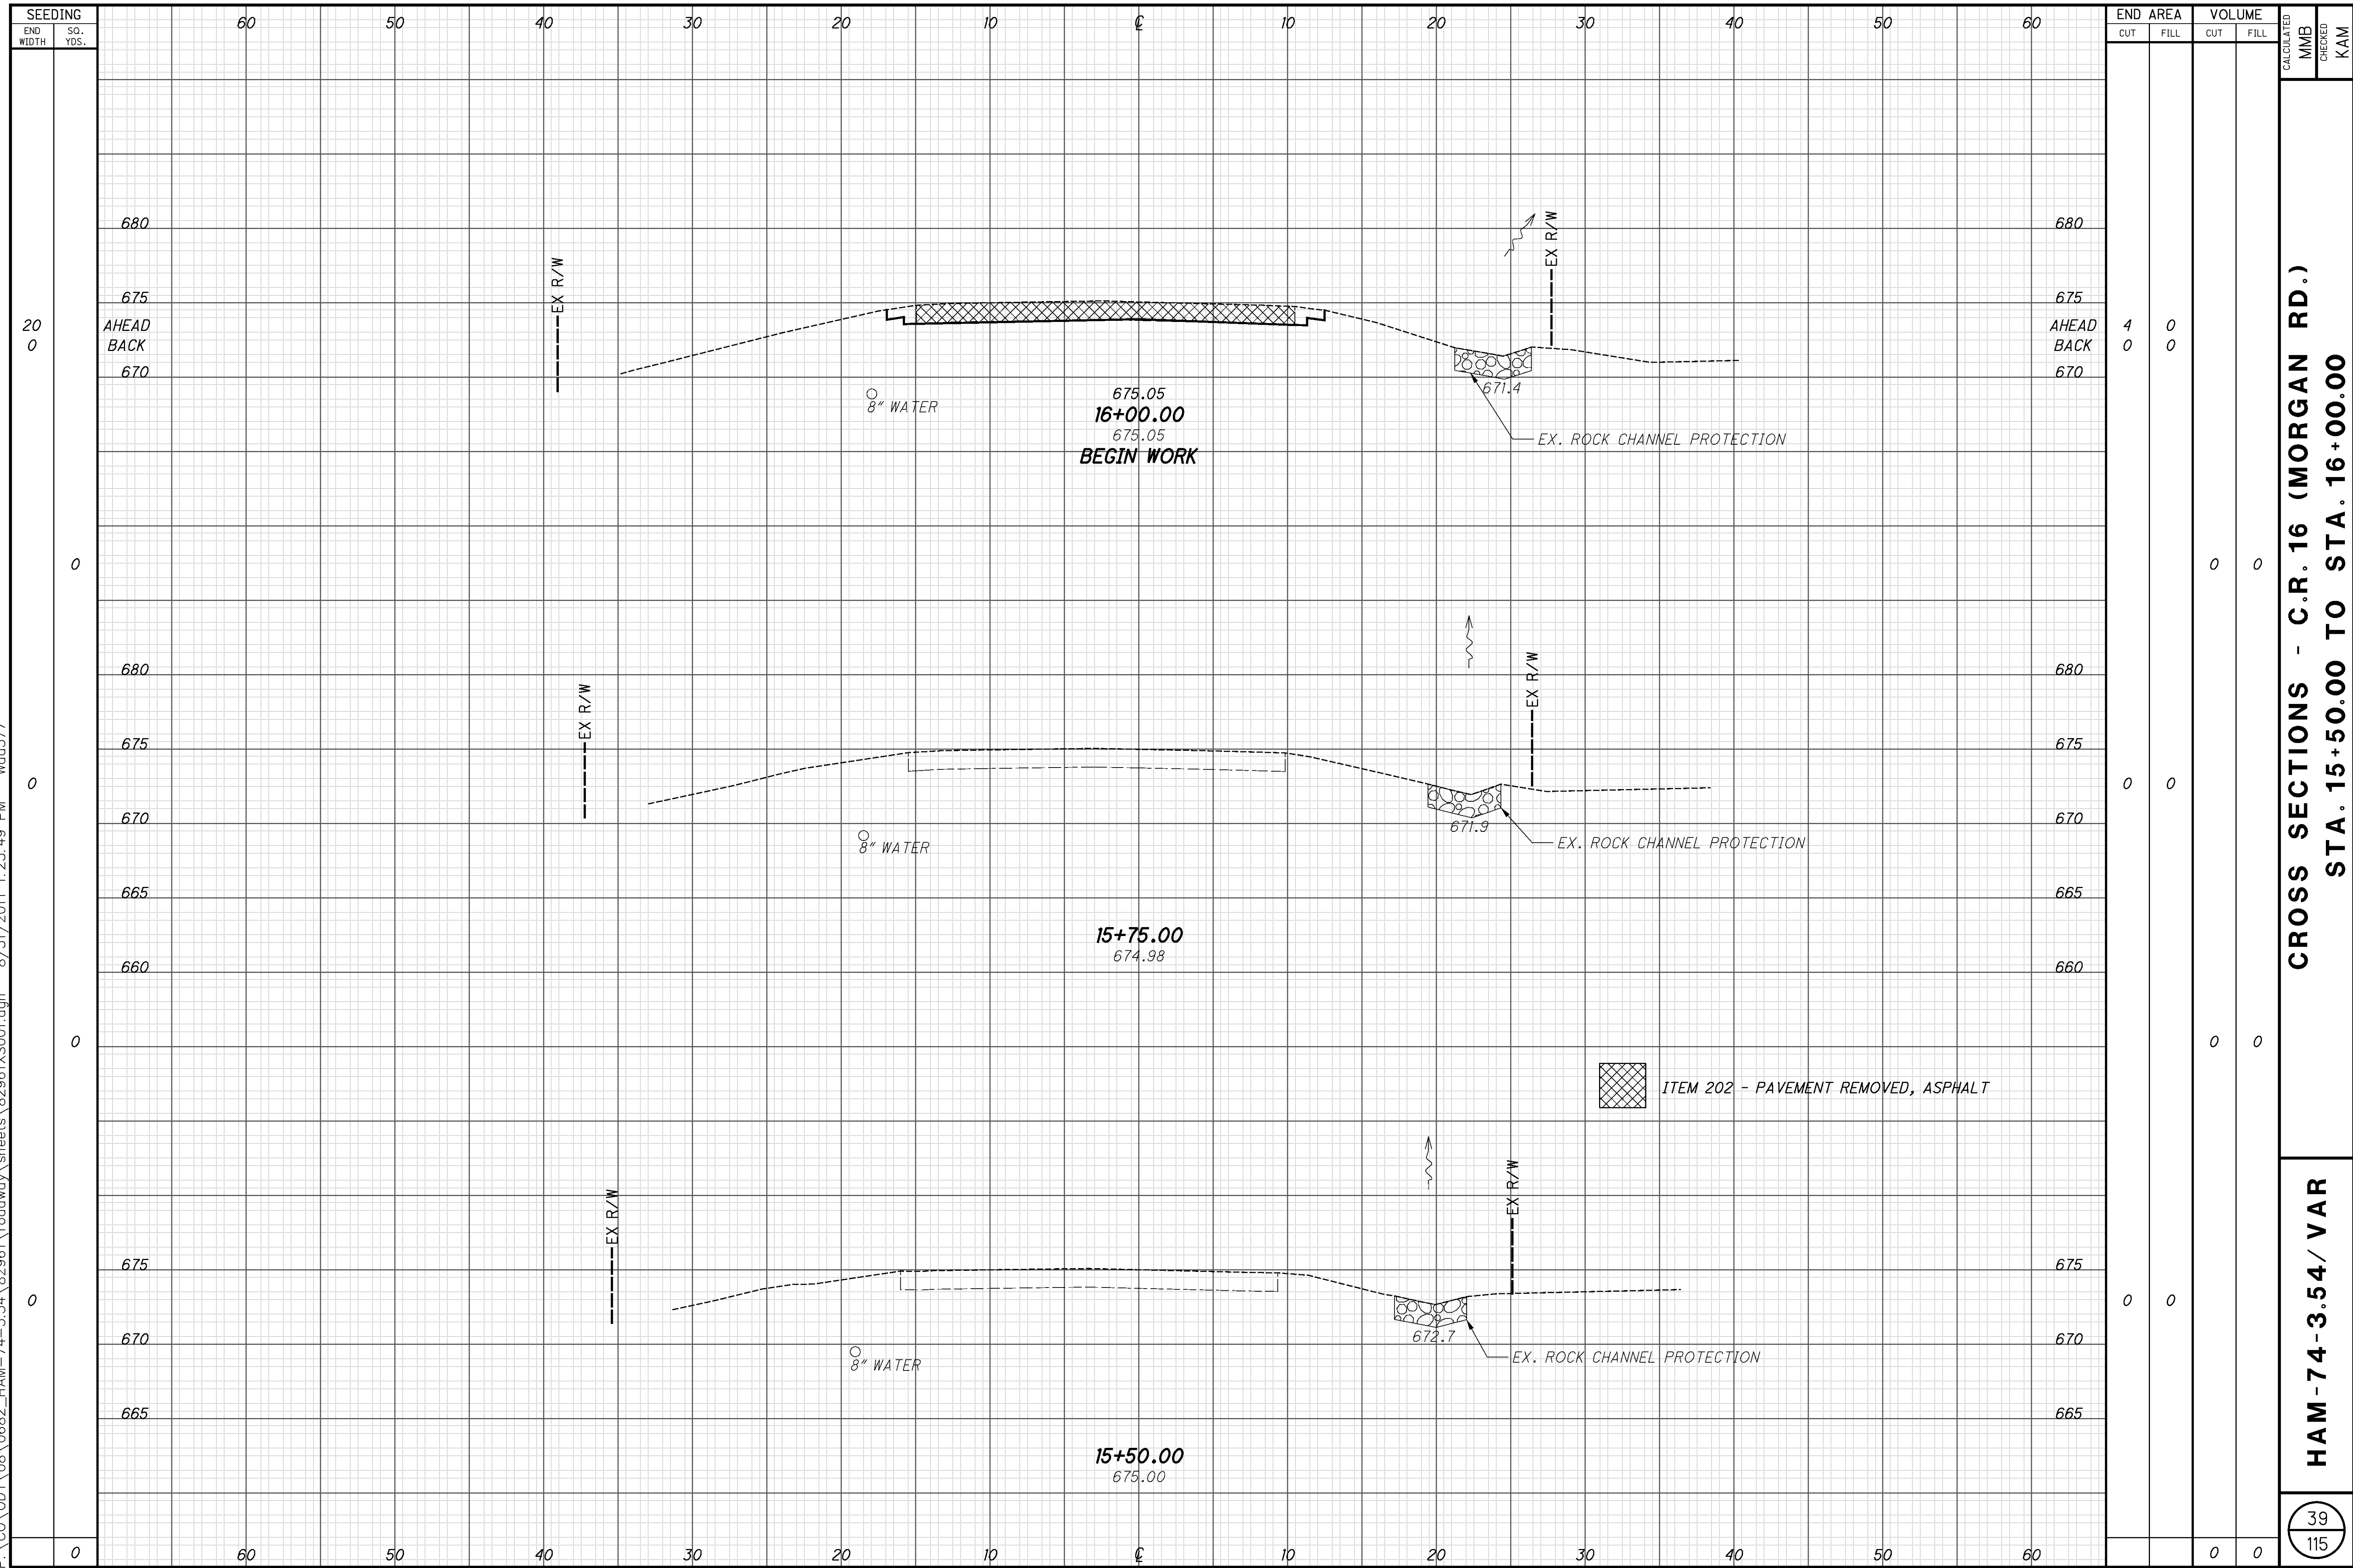 SEEDING
END WIDTH
SQ. YDS.
60 50 40 30 20 10 ℄ 10 20 30 40 50 60
END AREA
VOLUME
CUT FILL CUT FILL
CALCULATED
MMB
CHECKED
KAM
680 680
EX R/W
EX R/W
675 675
20 AHEAD AHEAD 4 0
0 BACK BACK 0 0
670 670
671.4
8" WATER
675.05
16+00.00
675.05
BEGIN WORK
EX. ROCK CHANNEL PROTECTION
0 0 0
680 680
EX R/W
EX R/W
675 675
0 0 0
670 670
671.9
8" WATER
EX. ROCK CHANNEL PROTECTION
665 665
15+75.00
674.98
660 660
0 0 0
ITEM 202 - PAVEMENT REMOVED, ASPHALT
EX R/W
EX R/W
675 675
0 0 0
670 670
672.7
8" WATER
EX. ROCK CHANNEL PROTECTION
665 665
15+50.00
675.00
0 0 0
60 50 40 30 20 10 ℄ 10 20 30 40 50 60
CROSS SECTIONS - C.R. 16 (MORGAN RD.)
STA. 15+50.00 TO STA. 16+00.00
HAM-74-3.54/VAR
39
115